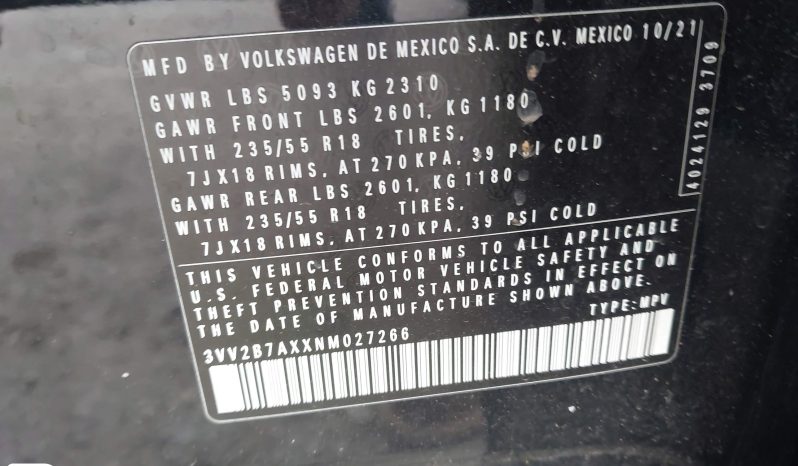 MFD BY VOLKSWAGEN DE MEXICO S.A. DE C.V. MEXICO 10/21
GVWR LBS 5093 KG 2310
GAWR FRONT LBS 2601, KG 1180
WITH 235/55 R18 TIRES,
7JX18 RIMS, AT 270 KPA, 39 PSI COLD
GAWR REAR LBS 2601, KG 1180
WITH 235/55 R18 TIRES,
7JX18 RIMS, AT 270 KPA, 39 PSI COLD
THIS VEHICLE CONFORMS TO ALL APPLICABLE
U.S. FEDERAL MOTOR VEHICLE SAFETY AND
THEFT PREVENTION STANDARDS IN EFFECT ON
THE DATE OF MANUFACTURE SHOWN ABOVE.
TYPE:MPV
3VV2B7AXXNM027266
4024129 3709